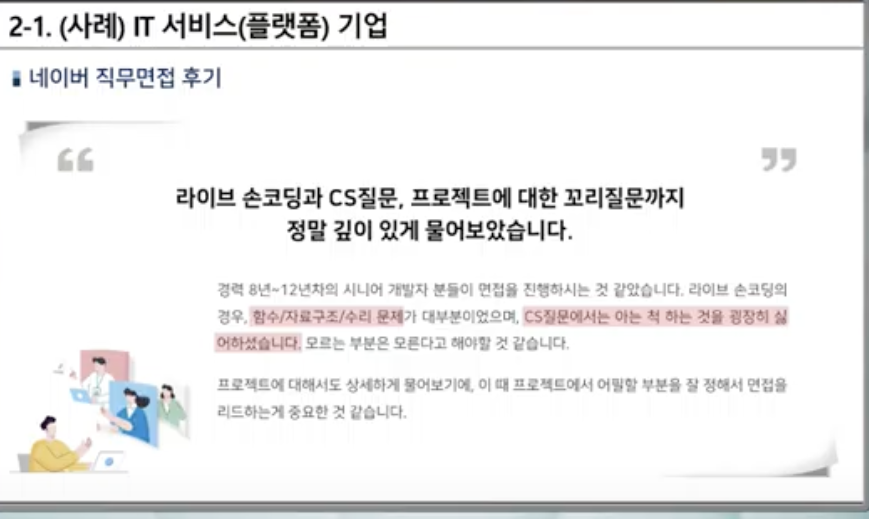 2-1. (사례) IT 서비스(플랫폼) 기업
네이버 직무면접 후기
“
”
라이브 손코딩과 CS질문, 프로젝트에 대한 꼬리질문까지
정말 깊이 있게 물어보았습니다.
경력 8년~12년차의 시니어 개발자 분들이 면접을 진행하시는 것 같았습니다. 라이브 손코딩의
경우, 함수/자료구조/수리 문제가 대부분이었으며, CS질문에서는 아는 척 하는 것을 굉장히 싫
어하셨습니다. 모르는 부분은 모른다고 해야할 것 같습니다.
프로젝트에 대해서도 상세하게 물어보기에, 이 때 프로젝트에서 어필할 부분을 잘 정해서 면접을
리드하는게 중요한 것 같습니다.